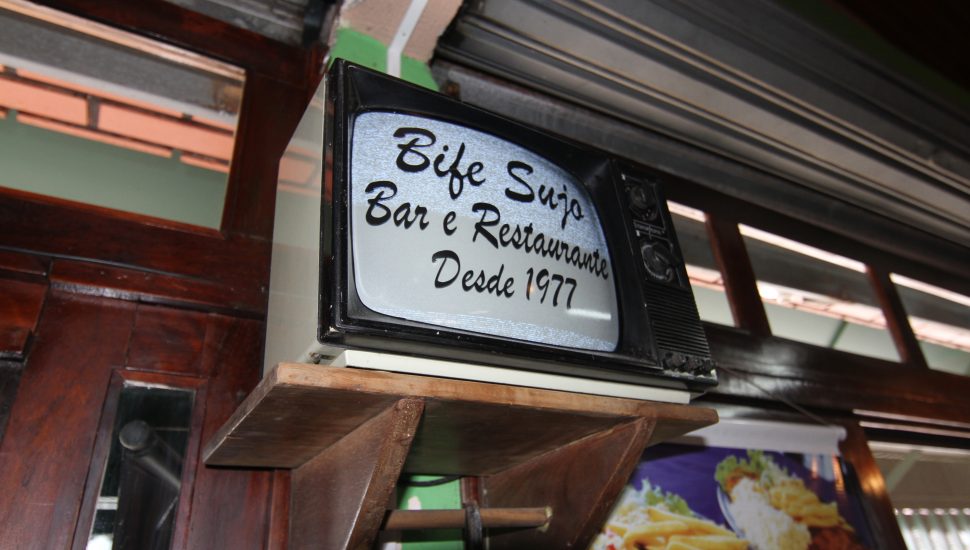 Bife Sujo
Bar e Restaurante
Desde 1977